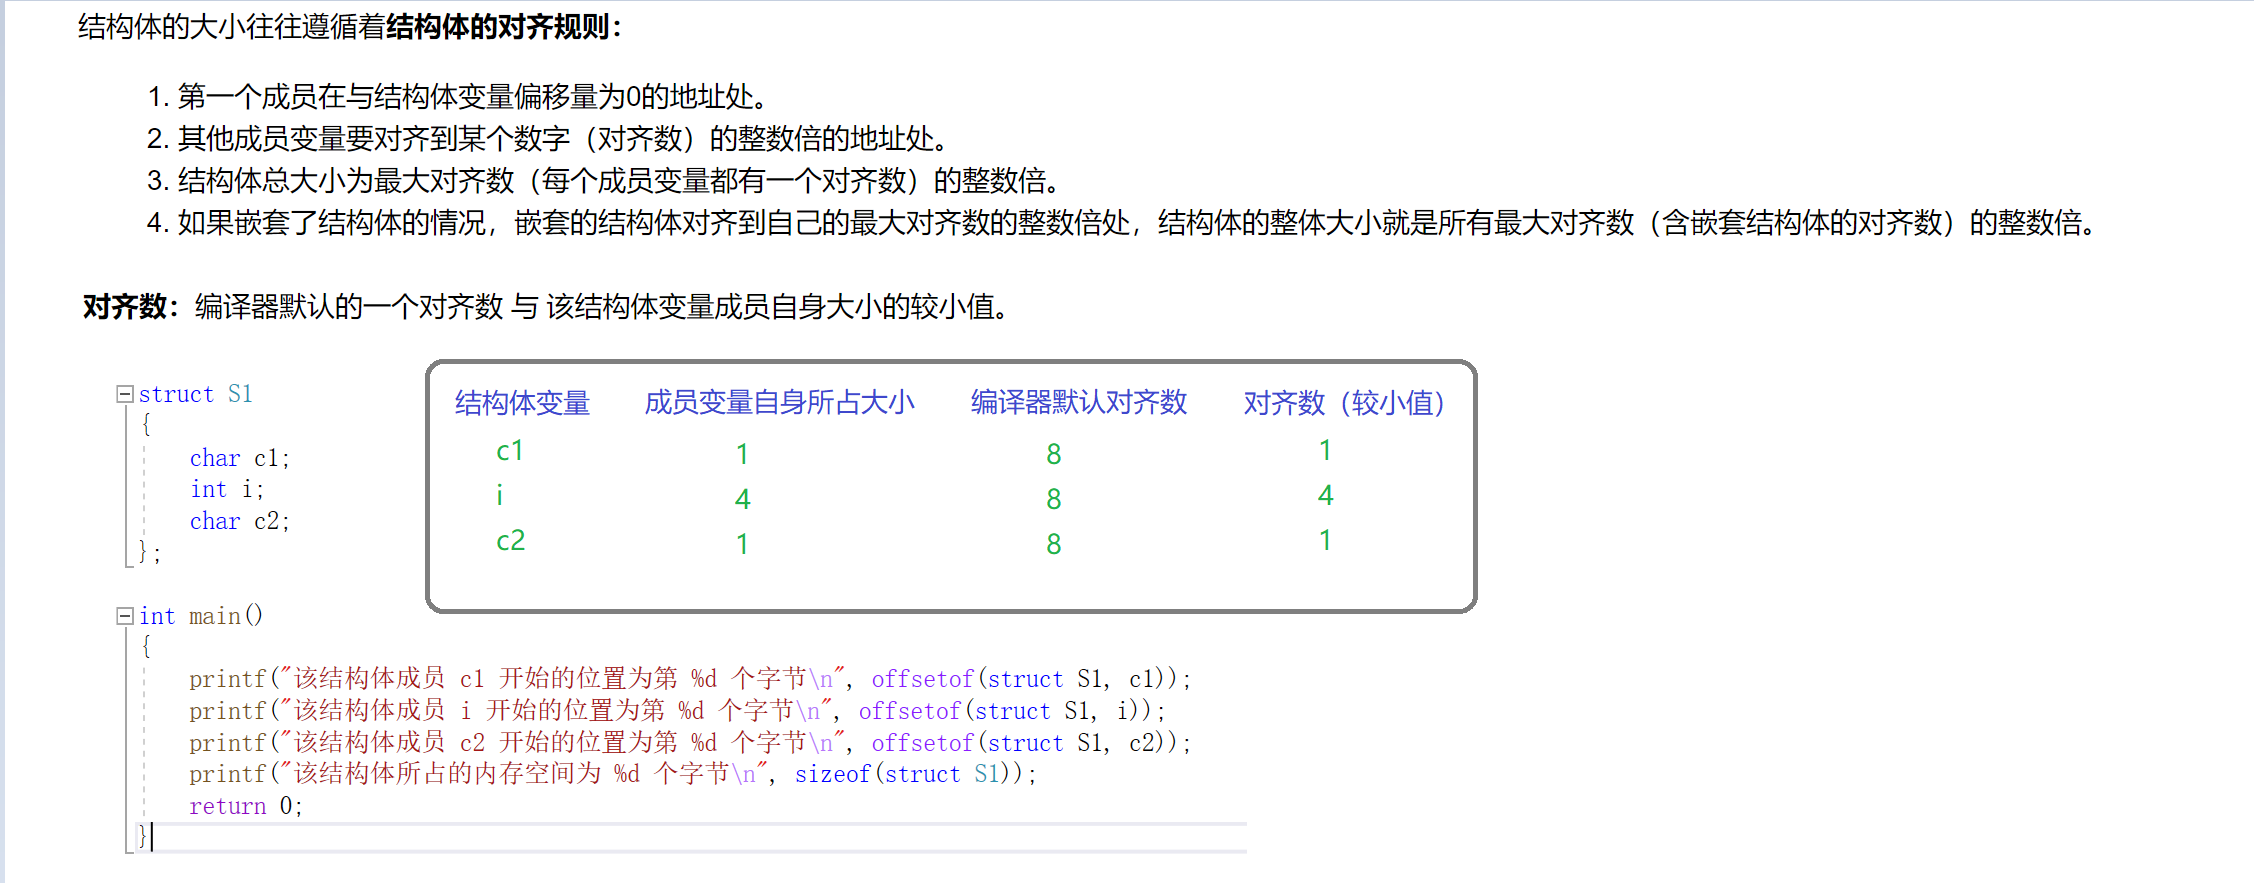 结构体的大小往往遵循着结构体的对齐规则：
1. 第一个成员在与结构体变量偏移量为0的地址处。
2. 其他成员变量要对齐到某个数字（对齐数）的整数倍的地址处。
3. 结构体总大小为最大对齐数（每个成员变量都有一个对齐数）的整数倍。
4. 如果嵌套了结构体的情况，嵌套的结构体对齐到自己的最大对齐数的整数倍处，结构体的整体大小就是所有最大对齐数（含嵌套结构体的对齐数）的整数倍。
对齐数：编译器默认的一个对齐数 与 该结构体变量成员自身大小的较小值。
struct S1
{
char c1;
int i;
char c2;
};
结构体变量 成员变量自身所占大小 编译器默认对齐数 对齐数（较小值）
c1 1 8 1
i 4 8 4
c2 1 8 1
int main()
{
printf("该结构体成员 c1 开始的位置为第 %d 个字节\n", offsetof(struct S1, c1));
printf("该结构体成员 i 开始的位置为第 %d 个字节\n", offsetof(struct S1, i));
printf("该结构体成员 c2 开始的位置为第 %d 个字节\n", offsetof(struct S1, c2));
printf("该结构体所占的内存空间为 %d 个字节\n", sizeof(struct S1));
return 0;
}